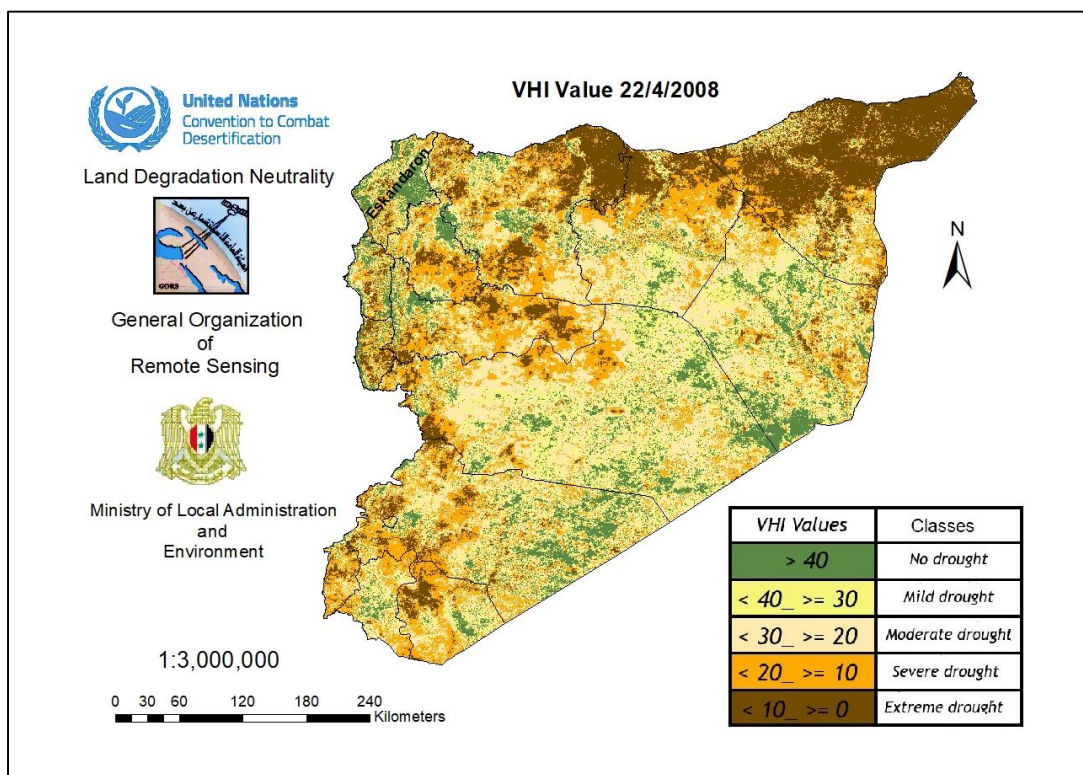 VHI Value 22/4/2008
United Nations
Convention to Combat
Desertification
Land Degradation Neutrality
GORS
General Organization
of
Remote Sensing
Ministry of Local Administration
and
Environment
1:3,000,000
0 30 60 120 180 240
Kilometers
Eskandaron
N
VHI Values Classes
> 40 No drought
< 40_ >= 30 Mild drought
< 30_ >= 20 Moderate drought
< 20_ >= 10 Severe drought
< 10_ >= 0 Extreme drought